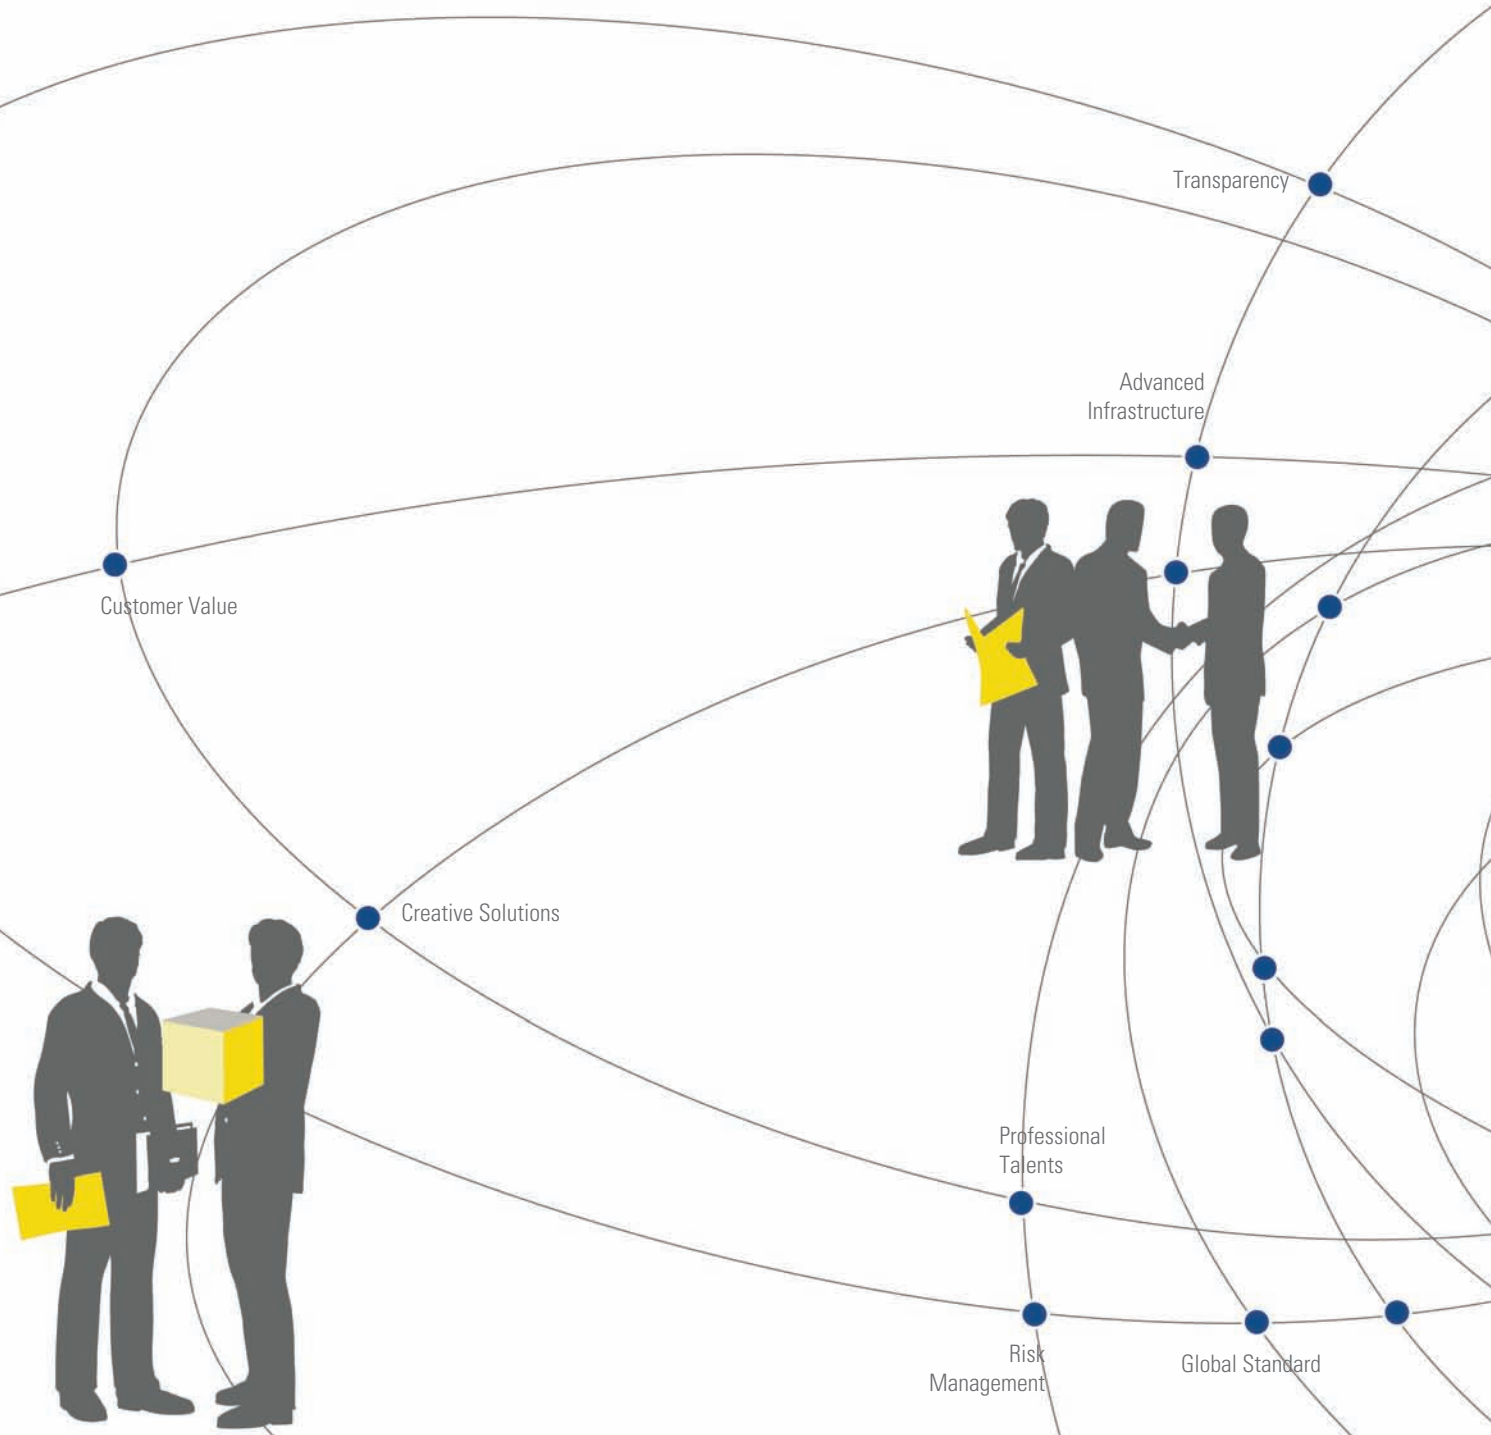 Transparency
Advanced
Infrastructure
Customer Value
Creative Solutions
Professional
Talents
Risk
Management
Global Standard